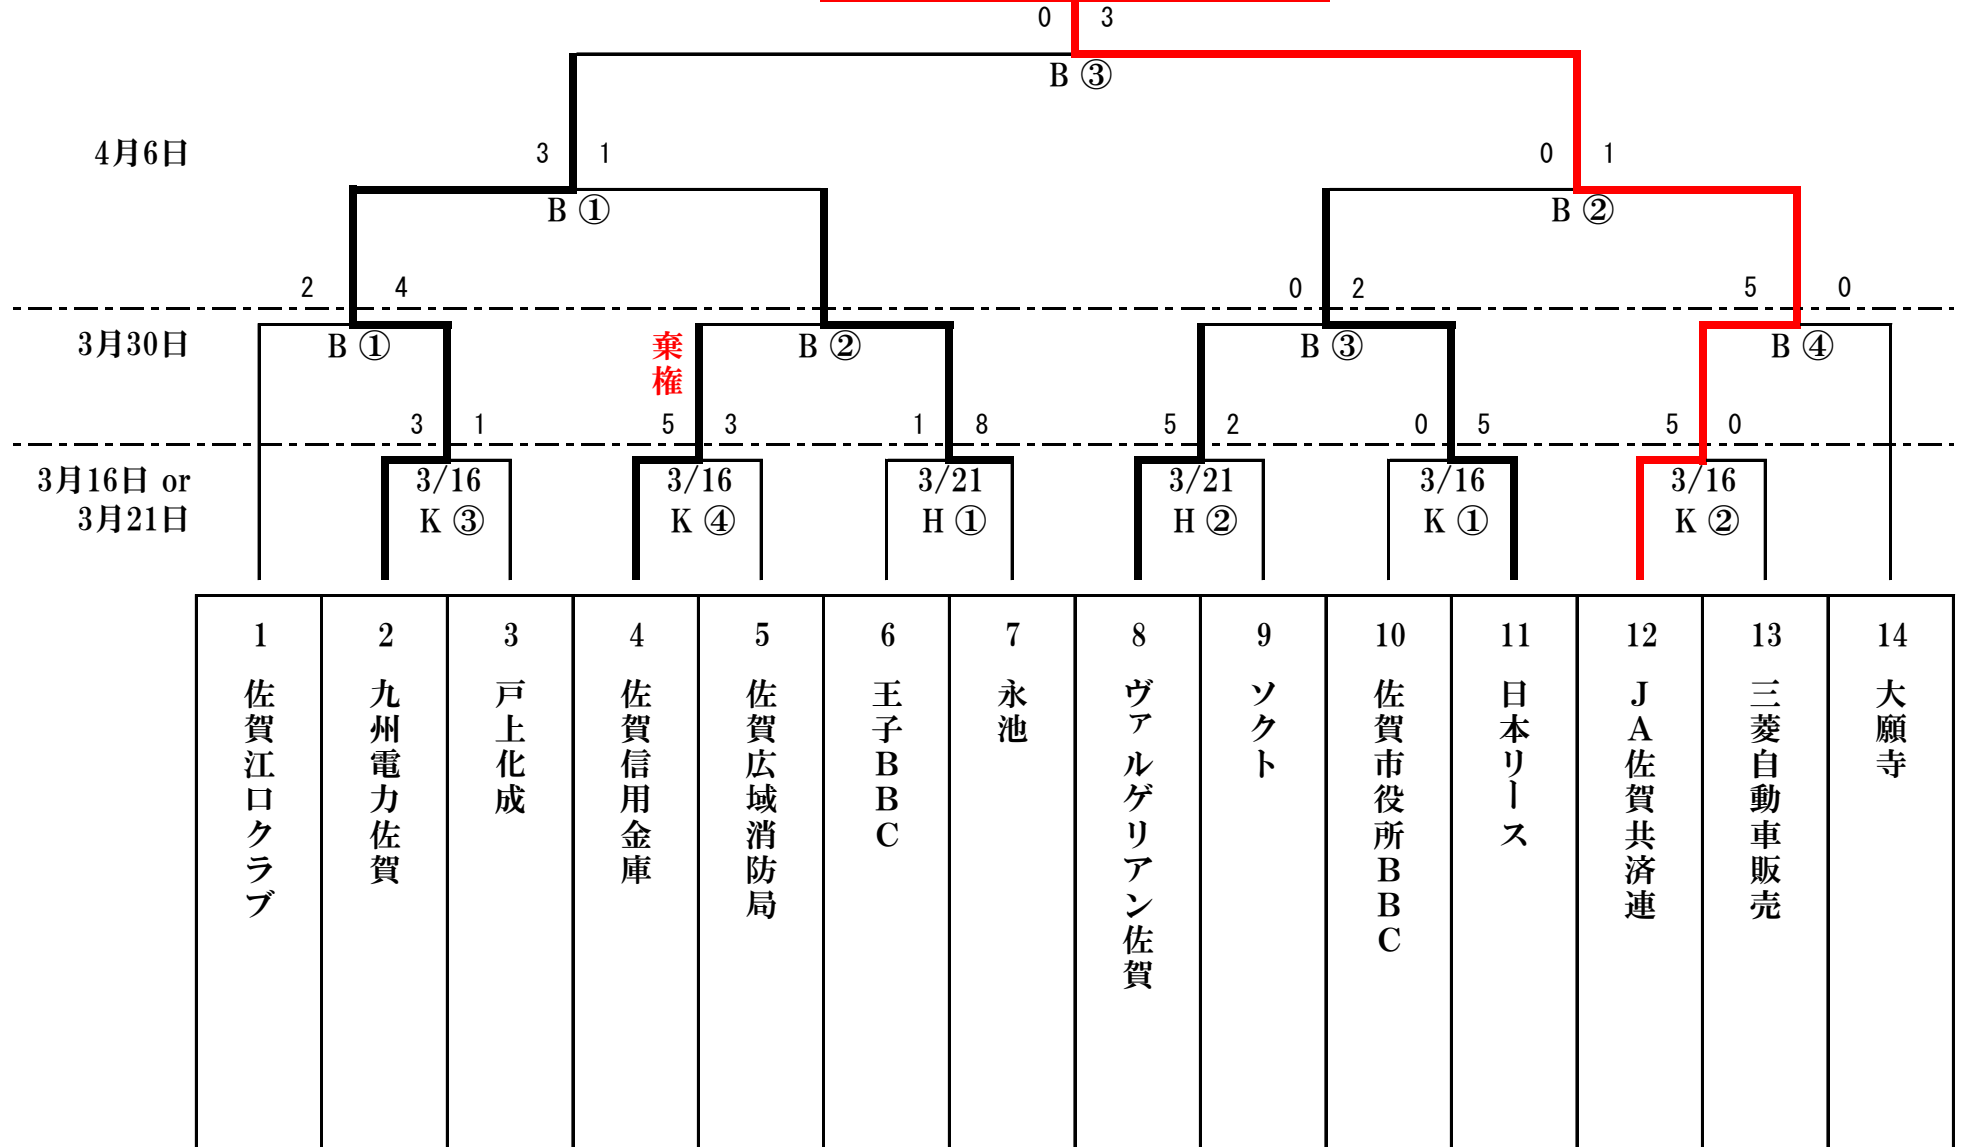 0 3
B ③
4月6日 3 1 0 1
B ① B ②
2 4 0 2 5 0
3月30日 B ① 棄権 B ② B ③ B ④
3 1 5 3 1 8 5 2 0 5 5 0
3月16日 or
3月21日
3/16 3/16 3/21 3/21 3/16 3/16
K ③ K ④ H ① H ② K ① K ②
1 佐賀江口クラブ
2 九州電力佐賀
3 戸上化成
4 佐賀信用金庫
5 佐賀広域消防局
6 王子BBC
7 永池
8 ヴァルゲリアン佐賀
9 ソクト
10 佐賀市役所BBC
11 日本リース
12 JA佐賀共済連
13 三菱自動車販売
14 大願寺